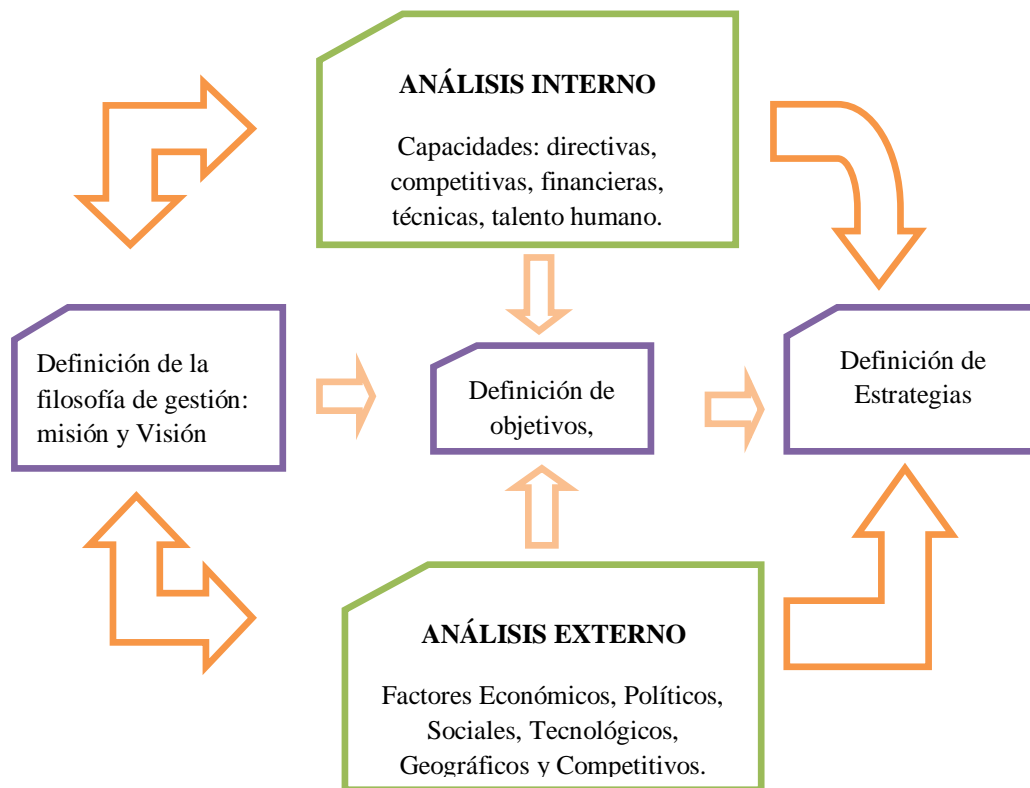 ANÁLISIS INTERNO
Capacidades: directivas,
competitivas, financieras,
técnicas, talento humano.
Definición de la
filosofía de gestión:
misión y Visión
Definición de
objetivos,
Definición de
Estrategias
ANÁLISIS EXTERNO
Factores Económicos, Políticos,
Sociales, Tecnológicos,
Geográficos y Competitivos.